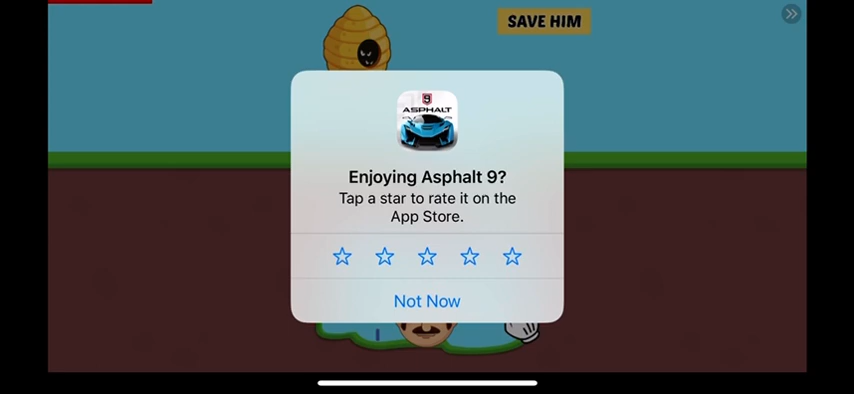 SAVE HIM
9
ASPHALT
Enjoying Asphalt 9?
Tap a star to rate it on the
App Store.
Not Now